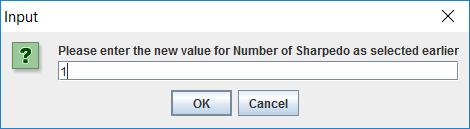 Input
Please enter the new value for Number of Sharpedo as selected earlier
1
OK Cancel